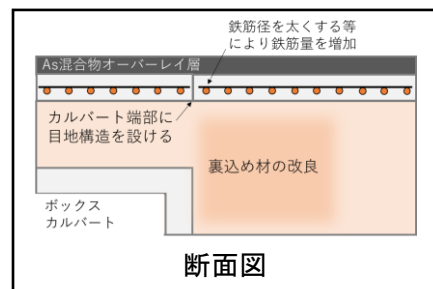 鉄筋径を太くする等
により鉄筋量を増加
As混合物オーバーレイ層
カルバート端部に
目地構造を設ける
裏込め材の改良
ボックス
カルバート
断面図